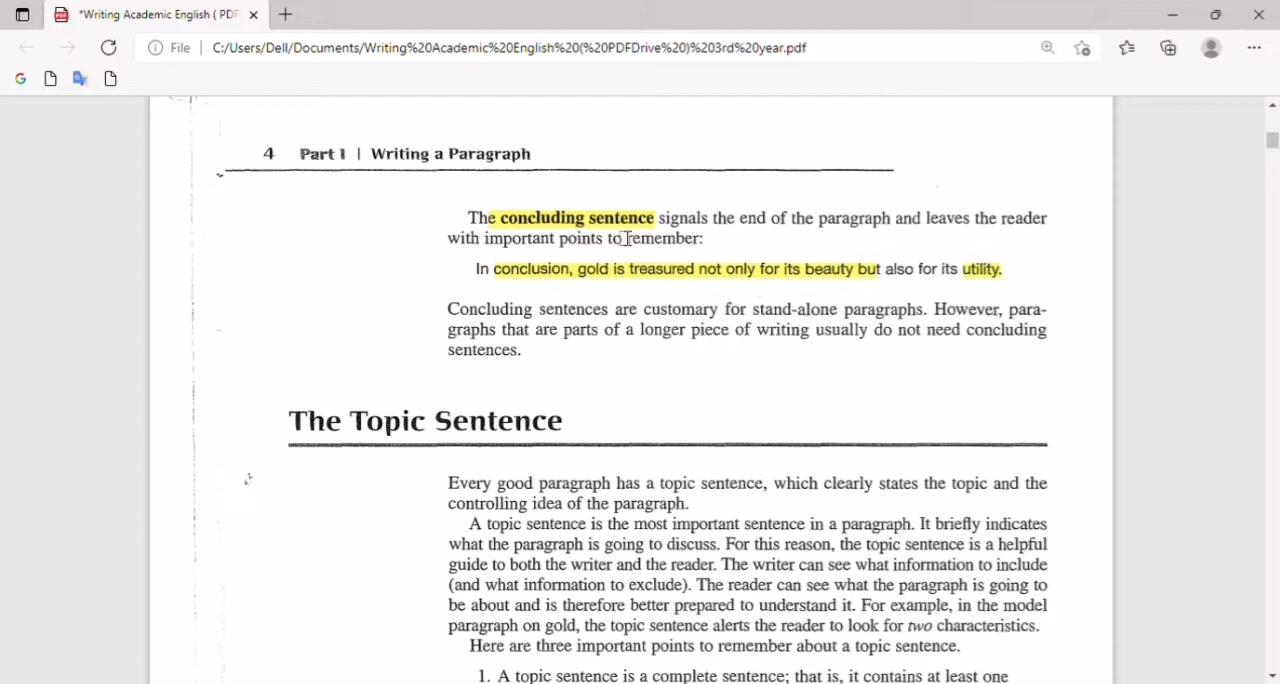 *Writing Academic English ( PDF
File
C:/Users/Dell/Documents/Writing%20Academic%20English%20(%20PDFDrive%20)%203rd%20year.pdf
4 Part 1 | Writing a Paragraph
The concluding sentence signals the end of the paragraph and leaves the reader
with important points to remember:
In conclusion, gold is treasured not only for its beauty but also for its utility.
Concluding sentences are customary for stand-alone paragraphs. However, para-
graphs that are parts of a longer piece of writing usually do not need concluding
sentences.
The Topic Sentence
Every good paragraph has a topic sentence, which clearly states the topic and the
controlling idea of the paragraph.
A topic sentence is the most important sentence in a paragraph. It briefly indicates
what the paragraph is going to discuss. For this reason, the topic sentence is a helpful
guide to both the writer and the reader. The writer can see what information to include
(and what information to exclude). The reader can see what the paragraph is going to
be about and is therefore better prepared to understand it. For example, in the model
paragraph on gold, the topic sentence alerts the reader to look for two characteristics.
Here are three important points to remember about a topic sentence.
1. A topic sentence is a complete sentence; that is, it contains at least one